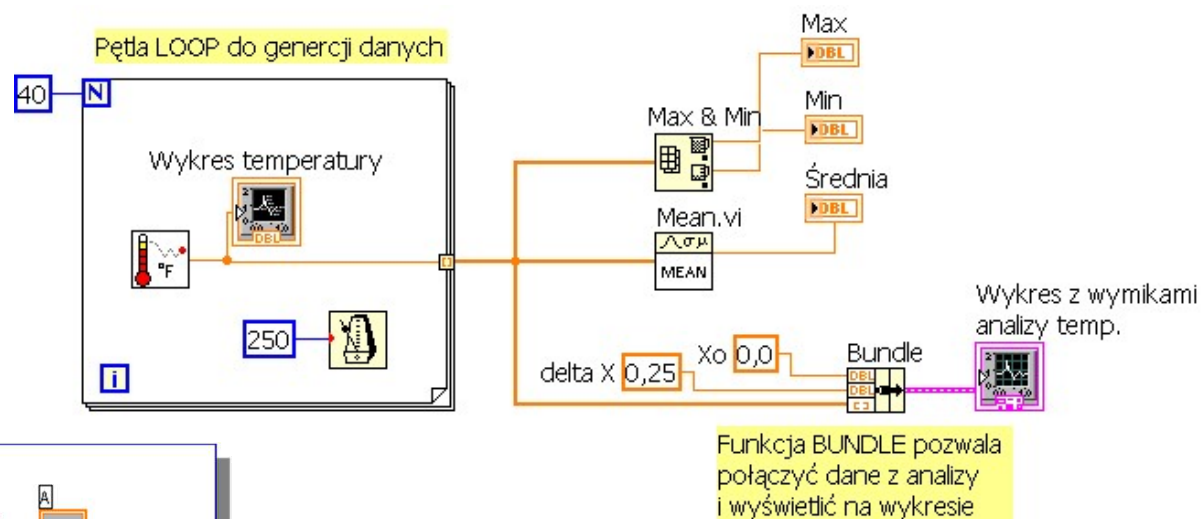 Pętla LOOP do genercji danych
40
N
Wykres temperatury
DBL
°F
250
i
Max & Min
Max
DBL
Min
DBL
Średnia
DBL
Mean.vi
MEAN
Wykres z wymikami
analizy temp.
delta X 0,25
Xo 0,0
Bundle
DBL
DBL
Funkcja BUNDLE pozwala
połączyć dane z analizy
i wyświetlić na wykresie
A